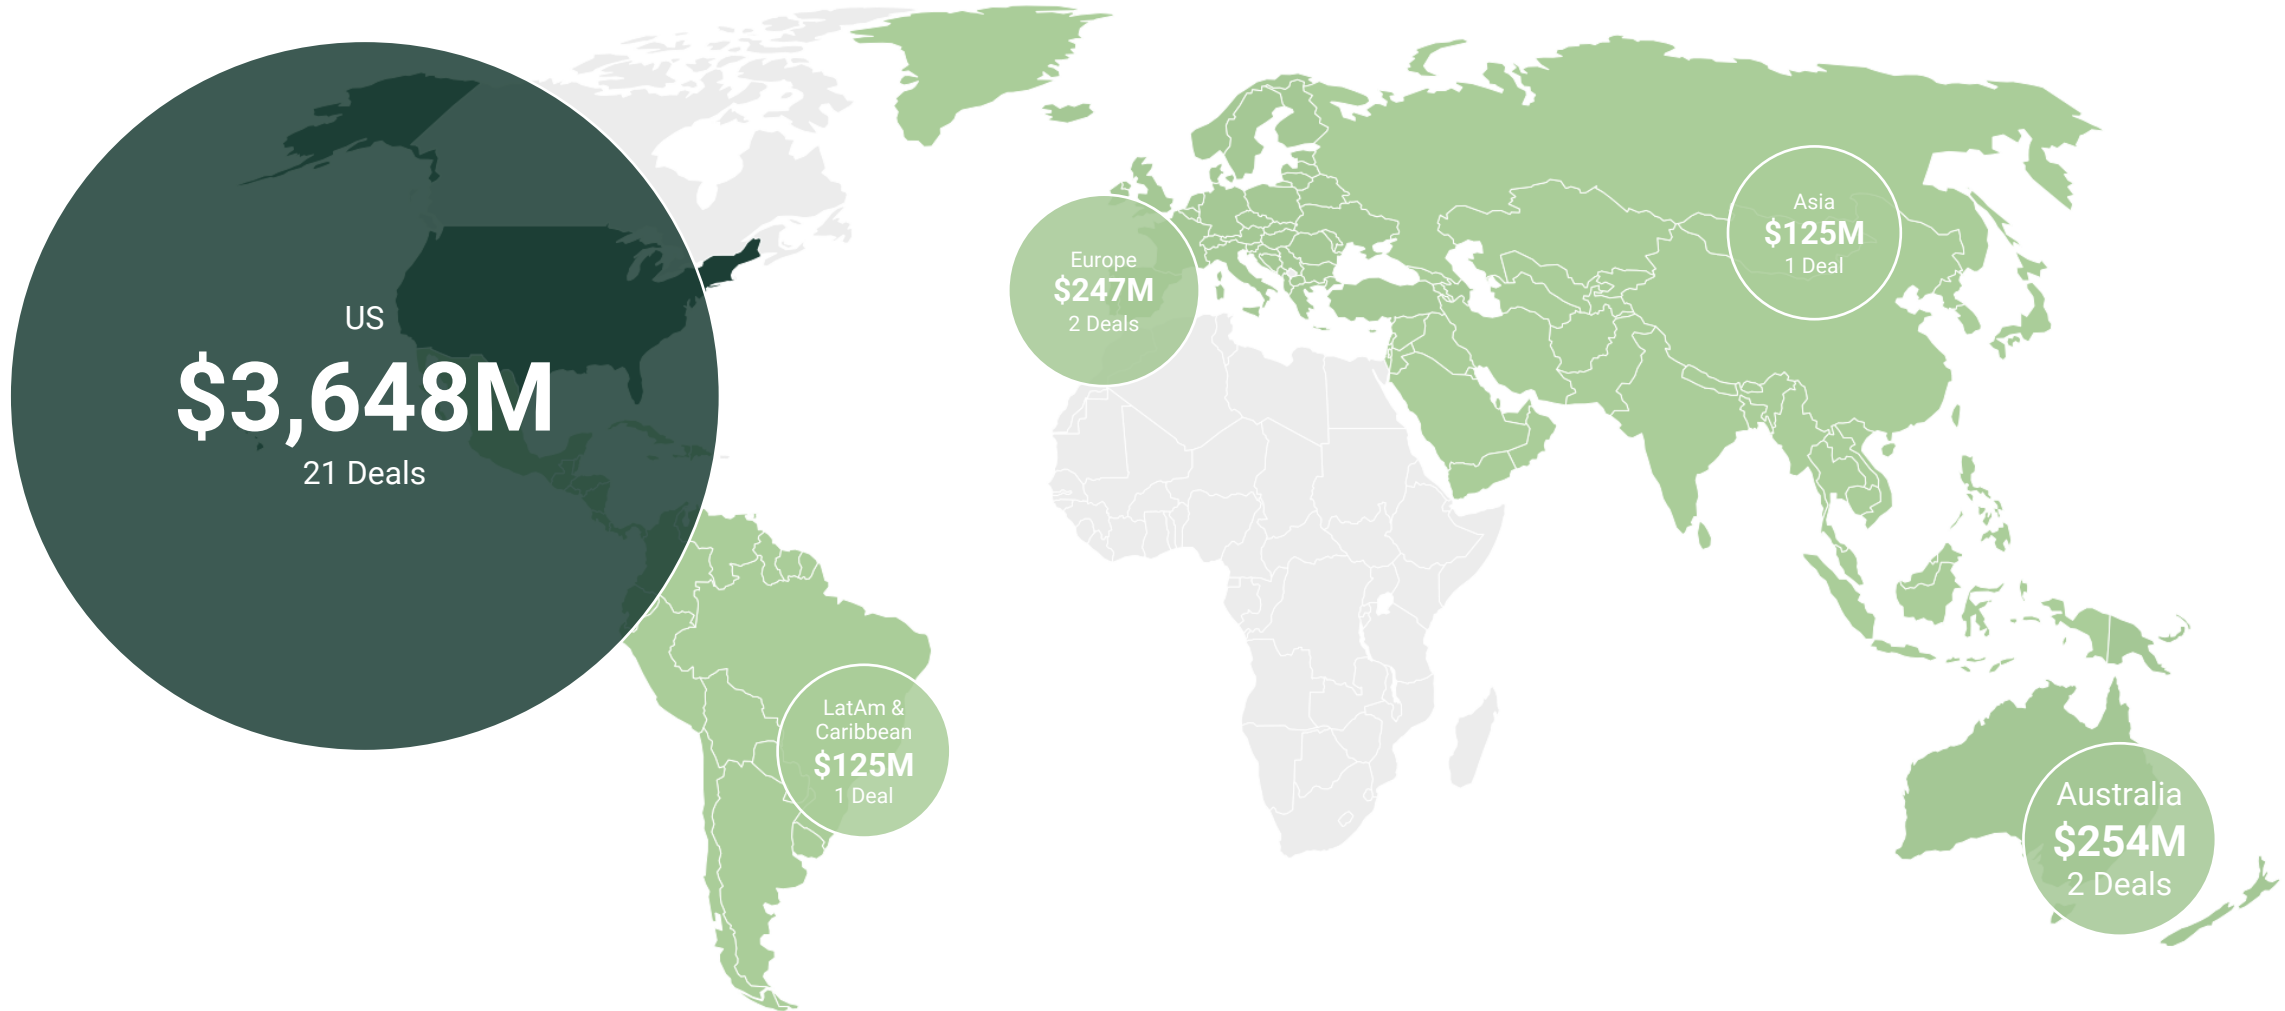 US
$3,648M
21 Deals
Europe
$247M
2 Deals
Asia
$125M
1 Deal
LatAm &
Caribbean
$125M
1 Deal
Australia
$254M
2 Deals